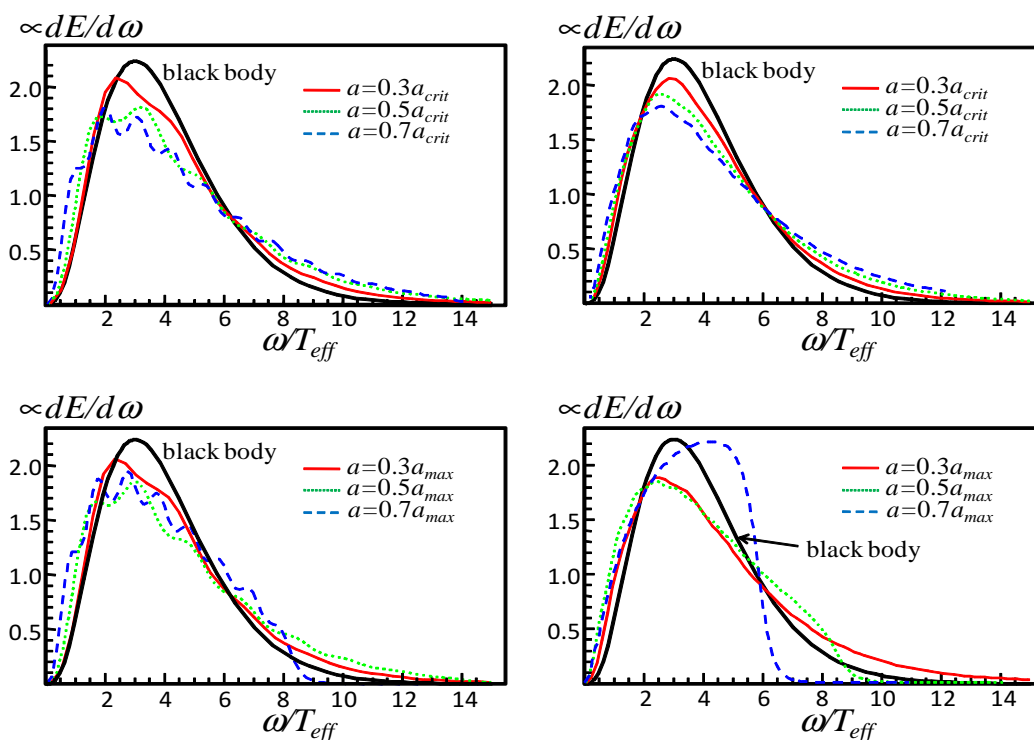 ∝dE/dω
black body
a=0.3a_crit
a=0.5a_crit
a=0.7a_crit
2.0
1.5
1.0
0.5
2 4 6 8 10 12 14
ω/T_eff
∝dE/dω
black body
a=0.3a_crit
a=0.5a_crit
a=0.7a_crit
2.0
1.5
1.0
0.5
2 4 6 8 10 12 14
ω/T_eff
∝dE/dω
black body
a=0.3a_max
a=0.5a_max
a=0.7a_max
2.0
1.5
1.0
0.5
2 4 6 8 10 12 14
ω/T_eff
∝dE/dω
a=0.3a_max
a=0.5a_max
a=0.7a_max
black body
2.0
1.5
1.0
0.5
2 4 6 8 10 12 14
ω/T_eff